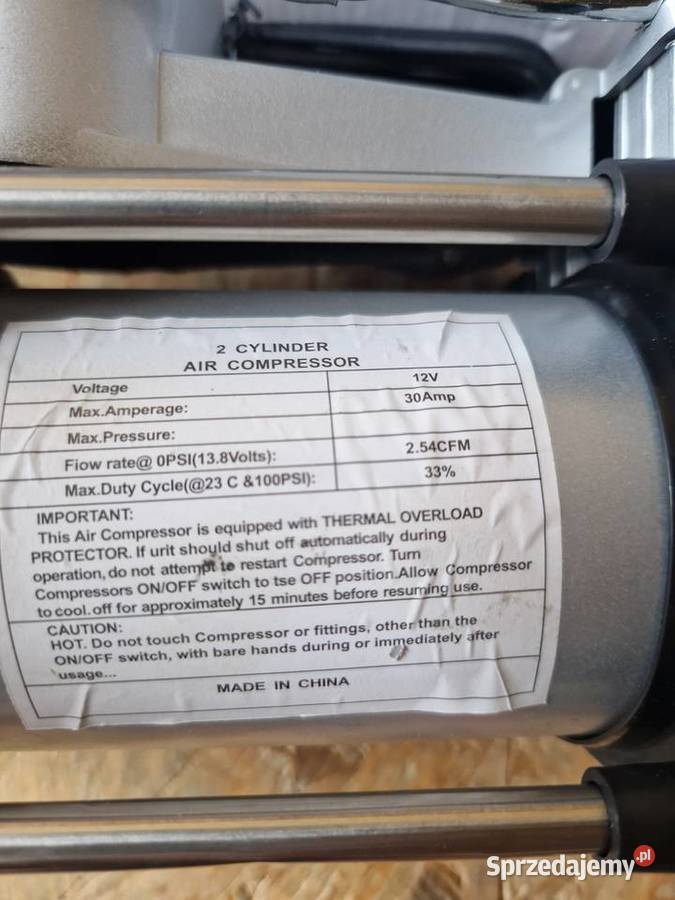 2 CYLINDER
AIR COMPRESSOR
Voltage 12V
Max.Amperage: 30Amp
Max.Pressure:
Fiow rate@ 0PSI(13.8Volts): 2.54CFM
Max.Duty Cycle(@23 C &100PSI): 33%
IMPORTANT:
This Air Compressor is equipped with THERMAL OVERLOAD
PROTECTOR. If urit should shut off automatically during
operation, do not attempt te restart Compressor. Turn
Compressors ON/OFF switch to tse OFF position.Allow Compressor
to cool. off for approximately 15 minutes before resuming use.
CAUTION:
HOT. Do not touch Compressor or fittings, other than the
ON/OFF switch, with bare hands during or immediately after
usage...
MADE IN CHINA
Sprzedajemy.pl